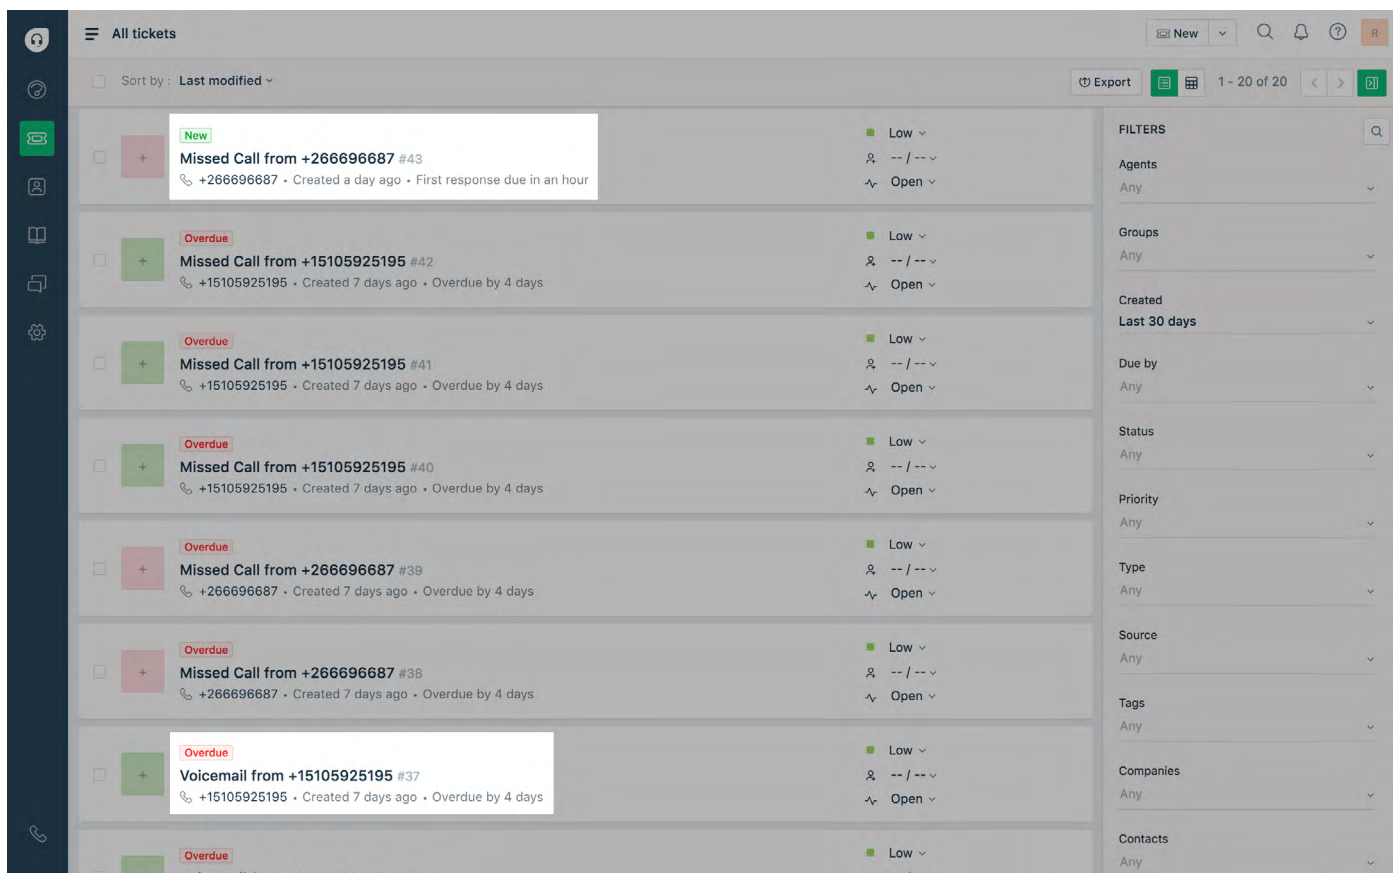 All tickets
New
R
Sort by : Last modified
Export
1 - 20 of 20
New
Missed Call from +266696687 #43
+266696687 • Created a day ago • First response due in an hour
Low
-- / --
Open
Overdue
Missed Call from +15105925195 #42
+15105925195 • Created 7 days ago • Overdue by 4 days
Low
-- / --
Open
Overdue
Missed Call from +15105925195 #41
+15105925195 • Created 7 days ago • Overdue by 4 days
Low
-- / --
Open
Overdue
Missed Call from +15105925195 #40
+15105925195 • Created 7 days ago • Overdue by 4 days
Low
-- / --
Open
Overdue
Missed Call from +266696687 #39
+266696687 • Created 7 days ago • Overdue by 4 days
Low
-- / --
Open
Overdue
Missed Call from +266696687 #38
+266696687 • Created 7 days ago • Overdue by 4 days
Low
-- / --
Open
Overdue
Voicemail from +15105925195 #37
+15105925195 • Created 7 days ago • Overdue by 4 days
Low
-- / --
Open
Overdue
Low
FILTERS
Agents
Any
Groups
Any
Created
Last 30 days
Due by
Any
Status
Any
Priority
Any
Type
Any
Source
Any
Tags
Any
Companies
Any
Contacts
Any